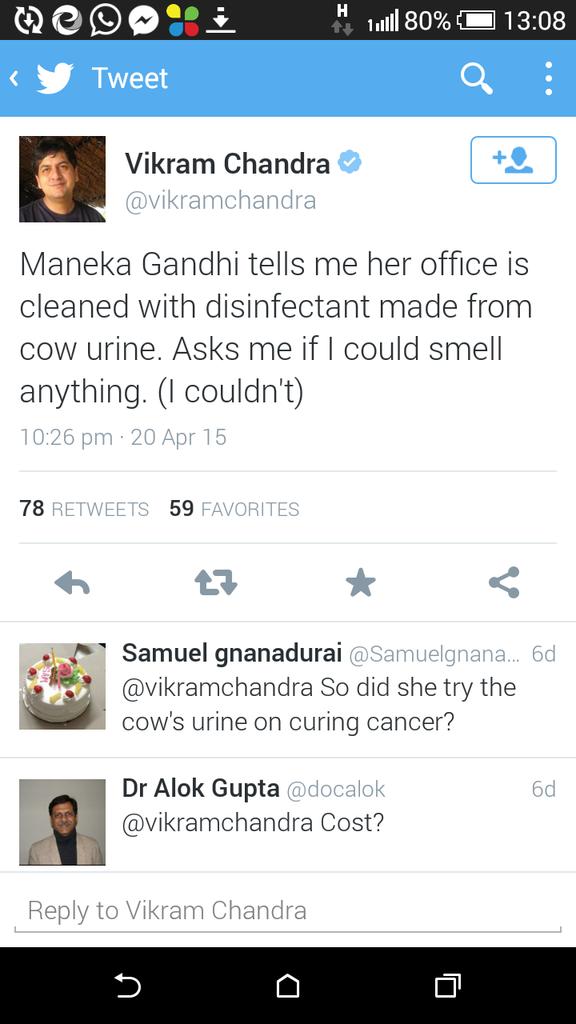 H
80% 13:08
Tweet
Vikram Chandra
@vikramchandra
Maneka Gandhi tells me her office is
cleaned with disinfectant made from
cow urine. Asks me if I could smell
anything. (I couldn't)
10:26 pm · 20 Apr 15
78 RETWEETS 59 FAVORITES
Samuel gnanadurai @Samuelgnana... 6d
@vikramchandra So did she try the
cow's urine on curing cancer?
Dr Alok Gupta @docalok 6d
@vikramchandra Cost?
Reply to Vikram Chandra